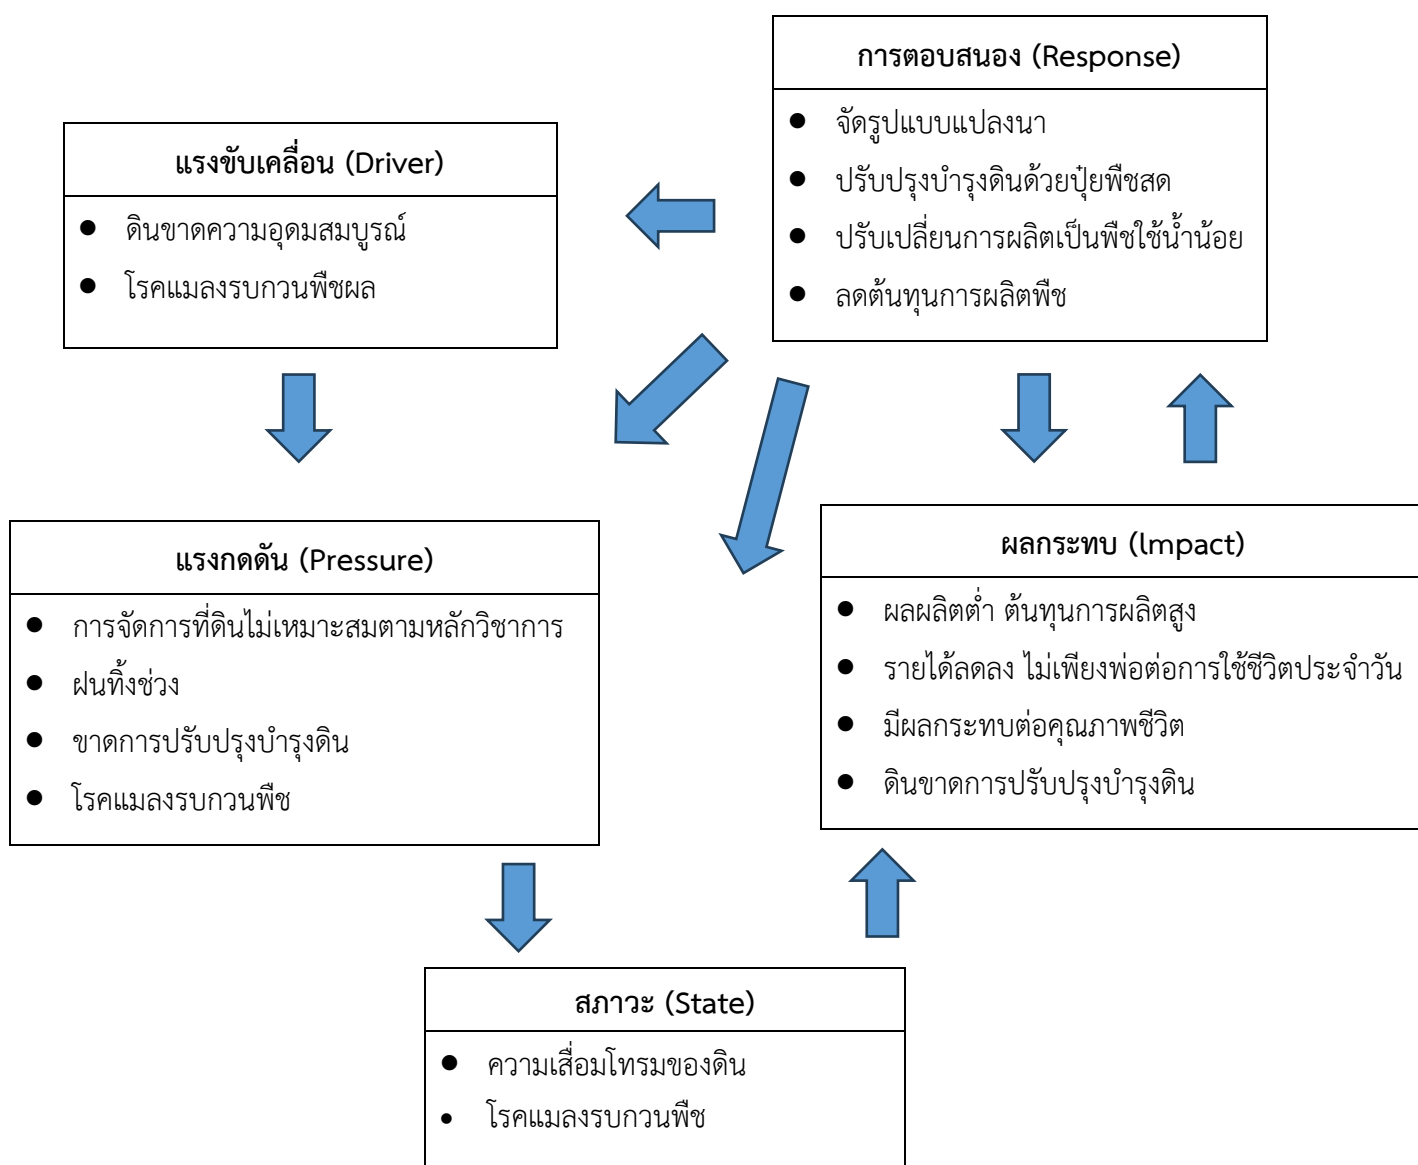 การตอบสนอง (Response)
● จัดรูปแบบแปลงนา
● ปรับปรุงบำรุงดินด้วยปุ๋ยพืชสด
● ปรับเปลี่ยนการผลิตเป็นพืชใช้น้ำน้อย
● ลดต้นทุนการผลิตพืช
แรงขับเคลื่อน (Driver)
● ดินขาดความอุดมสมบูรณ์
● โรคแมลงรบกวนพืชผล
แรงกดดัน (Pressure)
● การจัดการที่ดินไม่เหมาะสมตามหลักวิชาการ
● ฝนทิ้งช่วง
● ขาดการปรับปรุงบำรุงดิน
● โรคแมลงรบกวนพืช
ผลกระทบ (lmpact)
● ผลผลิตต่ำ ต้นทุนการผลิตสูง
● รายได้ลดลง ไม่เพียงพ่อต่อการใช้ชีวิตประจำวัน
● มีผลกระทบต่อคุณภาพชีวิต
● ดินขาดการปรับปรุงบำรุงดิน
สภาวะ (State)
● ความเสื่อมโทรมของดิน
• โรคแมลงรบกวนพืช